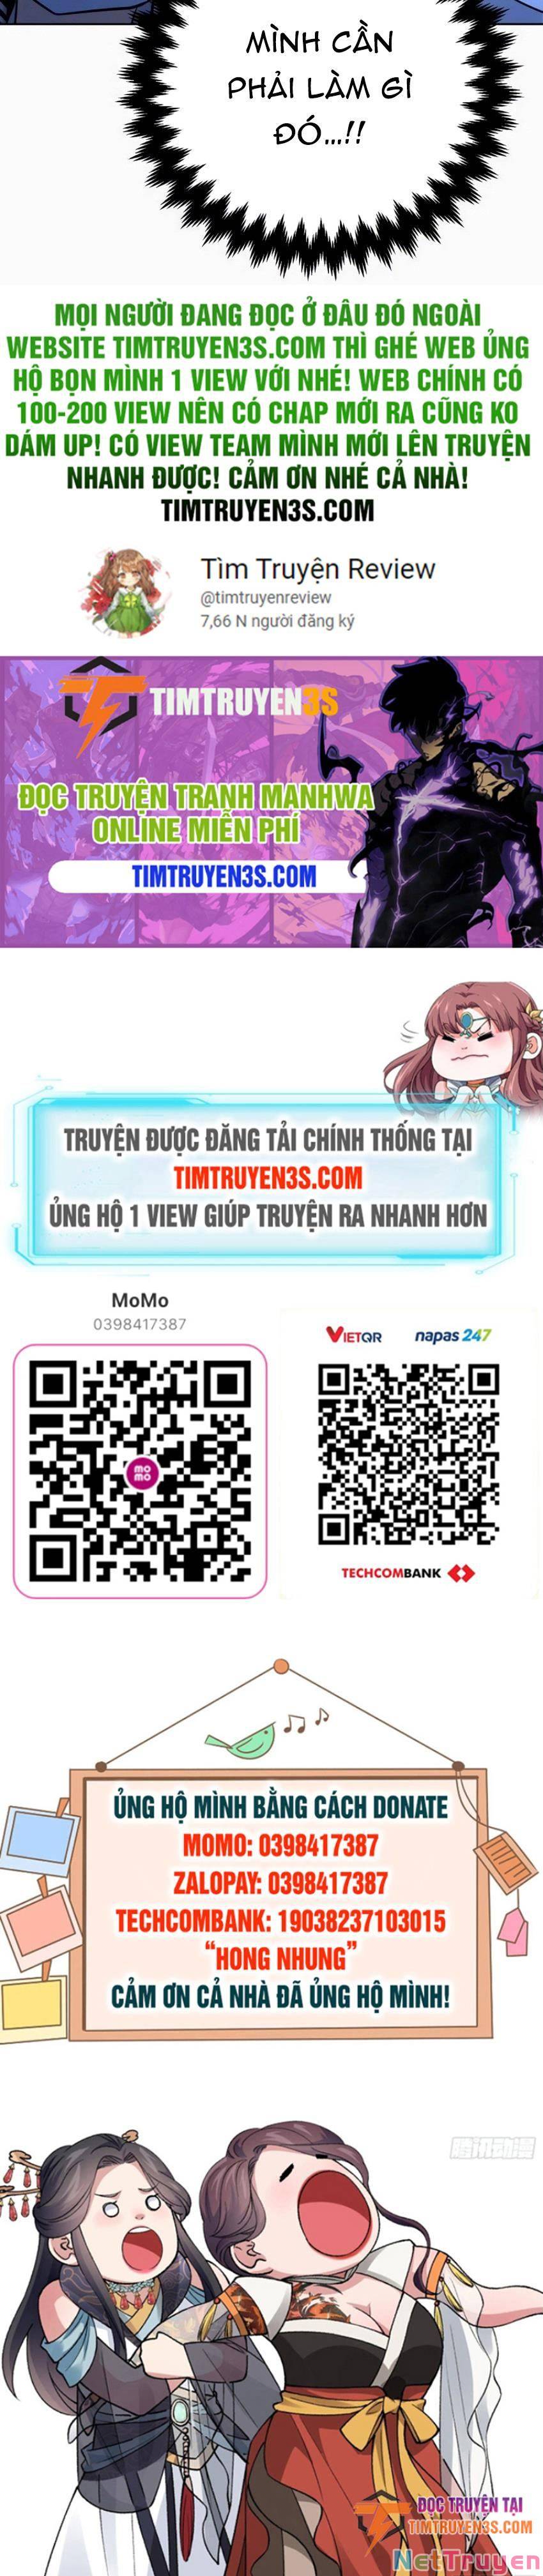 MÌNH CẦN
PHẢI LÀM GÌ
ĐÓ...!!
MỌI NGƯỜI ĐANG ĐỌC Ở ĐÂU ĐÓ NGOÀI
WEBSITE TIMTRUYEN3S.COM THÌ GHÉ WEB ỦNG
HỘ BỌN MÌNH 1 VIEW VỚI NHÉ! WEB CHÍNH CÓ
100-200 VIEW NÊN CÓ CHAP MỚI RA CŨNG KO
DÁM UP! CÓ VIEW TEAM MÌNH MỚI LÊN TRUYỆN
NHANH ĐƯỢC! CẢM ƠN NHÉ CẢ NHÀ!
TIMTRUYEN3S.COM
Tìm Truyện Review
@timtruyenreview
7,66 N người đăng ký
TIMTRUYEN3S
ĐỌC TRUYỆN TRANH MANHWA
ONLINE MIỄN PHÍ
TIMTRUYEN3S.COM
TRUYỆN ĐƯỢC ĐĂNG TẢI CHÍNH THỐNG TẠI
TIMTRUYEN3S.COM
ỦNG HỘ 1 VIEW GIÚP TRUYỆN RA NHANH HƠN
MoMo
0398417387
mo
mo
VIETQR napas 247
TECHCOMBANK
ỦNG HỘ MÌNH BẰNG CÁCH DONATE
MOMO: 0398417387
ZALOPAY: 0398417387
TECHCOMBANK: 19038237103015
“HONG NHUNG”
CẢM ƠN CẢ NHÀ ĐÃ ỦNG HỘ MÌNH!
腾讯动漫
ĐỌC TRUYỆN TẠI
TIMTRUYEN3S.COM
NetTruyen